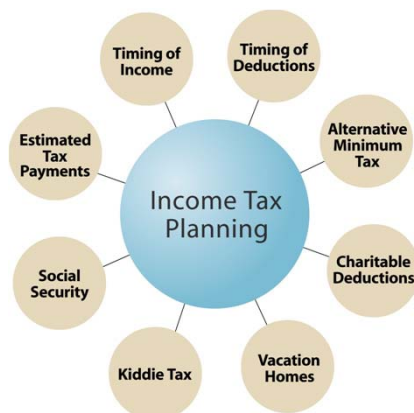 Timing of
Income
Timing of
Deductions
Estimated
Tax
Payments
Alternative
Minimum
Tax
Income Tax
Planning
Social
Security
Charitable
Deductions
Kiddie Tax
Vacation
Homes